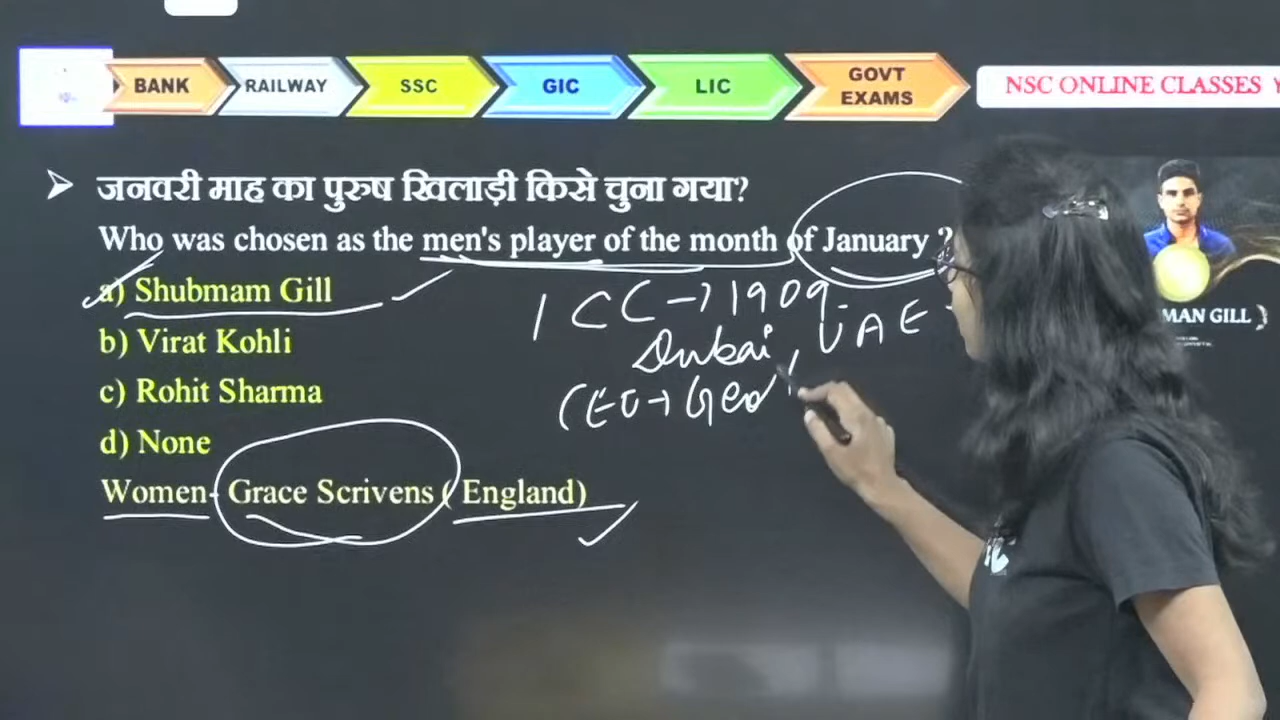 BANK
RAILWAY
SSC
GIC
LIC
GOVT
EXAMS
NSC ONLINE CLASSES Y
➤ जनवरी माह का पुरुष खिलाड़ी किसे चुना गया?
Who was chosen as the men's player of the month of January ?
a) Shubmam Gill
b) Virat Kohli
c) Rohit Sharma
d) None
Women- Grace Scrivens ( England)
ICC→1909
Dubai, UAE
CEO→Geo
MAN GILL